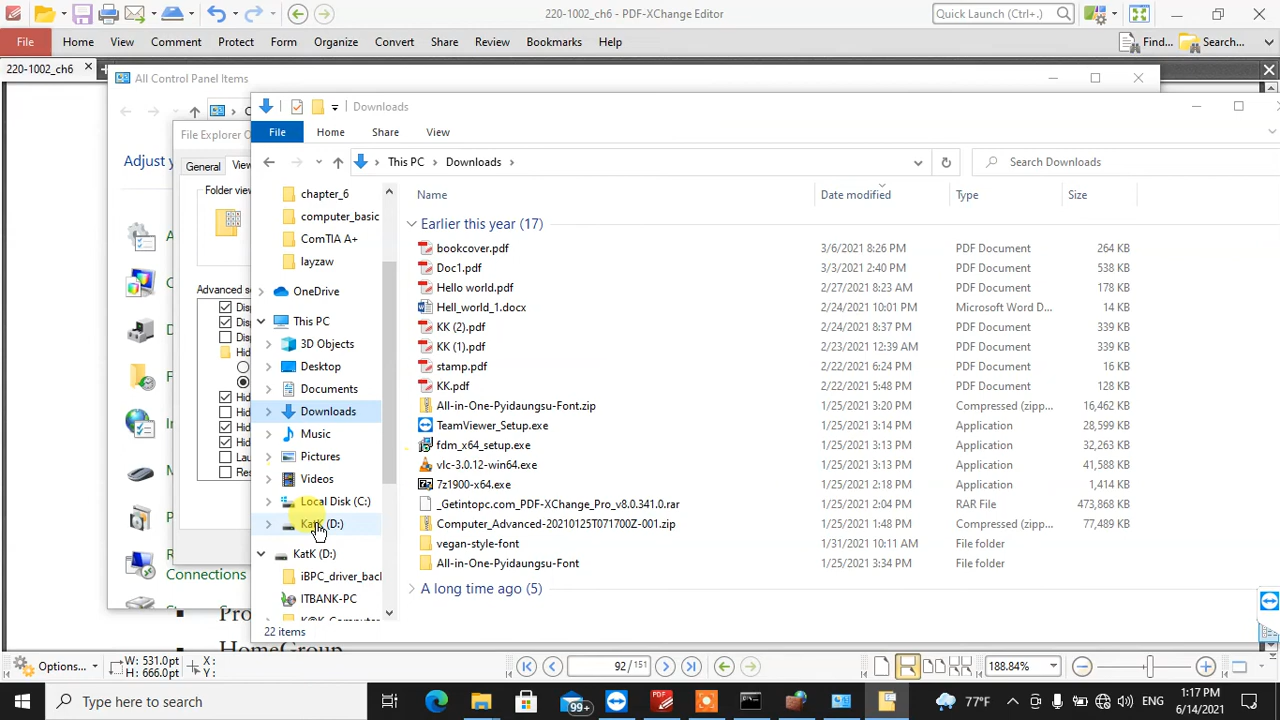 220-1002_ch6 - PDF-XChange Editor
Quick Launch (Ctrl+.)
File Home View Comment Protect Form Organize Convert Share Review Bookmarks Help
Find... Search...
220-1002_ch6
All Control Panel Items
Adjust y
File Explorer O
General
Folder view
Advanced se
Hid
Connections
Downloads
File Home Share View
This PC Downloads
Search Downloads
Name Date modified Type Size
chapter_6
computer_basic
ComTIA A+
layzaw
OneDrive
This PC
3D Objects
Desktop
Documents
Downloads
Music
Pictures
Videos
Local Disk (C:)
KatK (D:)
KatK (D:)
iBPC_driver_bacl
ITBANK-PC
Earlier this year (17)
bookcover.pdf 3/6/2021 8:26 PM PDF Document 264 KB
Doc1.pdf 3/3/2021 2:40 PM PDF Document 538 KB
Hello world.pdf 2/27/2021 8:23 AM PDF Document 178 KB
Hell_world_1.docx 2/24/2021 10:01 PM Microsoft Word D... 14 KB
KK (2).pdf 2/24/2021 8:37 PM PDF Document 339 KB
KK (1).pdf 2/23/2021 12:39 AM PDF Document 339 KB
stamp.pdf 2/22/2021 6:24 PM PDF Document 16 KB
KK.pdf 2/22/2021 5:48 PM PDF Document 128 KB
All-in-One-Pyidaungsu-Font.zip 1/25/2021 3:20 PM Compressed (zipp... 16,462 KB
TeamViewer_Setup.exe 1/25/2021 3:14 PM Application 28,599 KB
fdm_x64_setup.exe 1/25/2021 3:13 PM Application 32,263 KB
vlc-3.0.12-win64.exe 1/25/2021 3:13 PM Application 41,588 KB
7z1900-x64.exe 1/25/2021 2:18 PM Application 1,414 KB
_Getintopc.com_PDF-XChange_Pro_v8.0.341.0.rar 1/25/2021 2:04 PM RAR File 473,868 KB
Computer_Advanced-20210125T071700Z-001.zip 1/25/2021 1:48 PM Compressed (zipp... 77,489 KB
vegan-style-font 1/31/2021 10:11 AM File folder
All-in-One-Pyidaungsu-Font 1/25/2021 3:34 PM File folder
A long time ago (5)
22 items
Options... W: 531.0pt X:
H: 666.0pt Y:
92 / 151
188.84%
Type here to search
99+
77°F
1:17 PM
6/14/2021